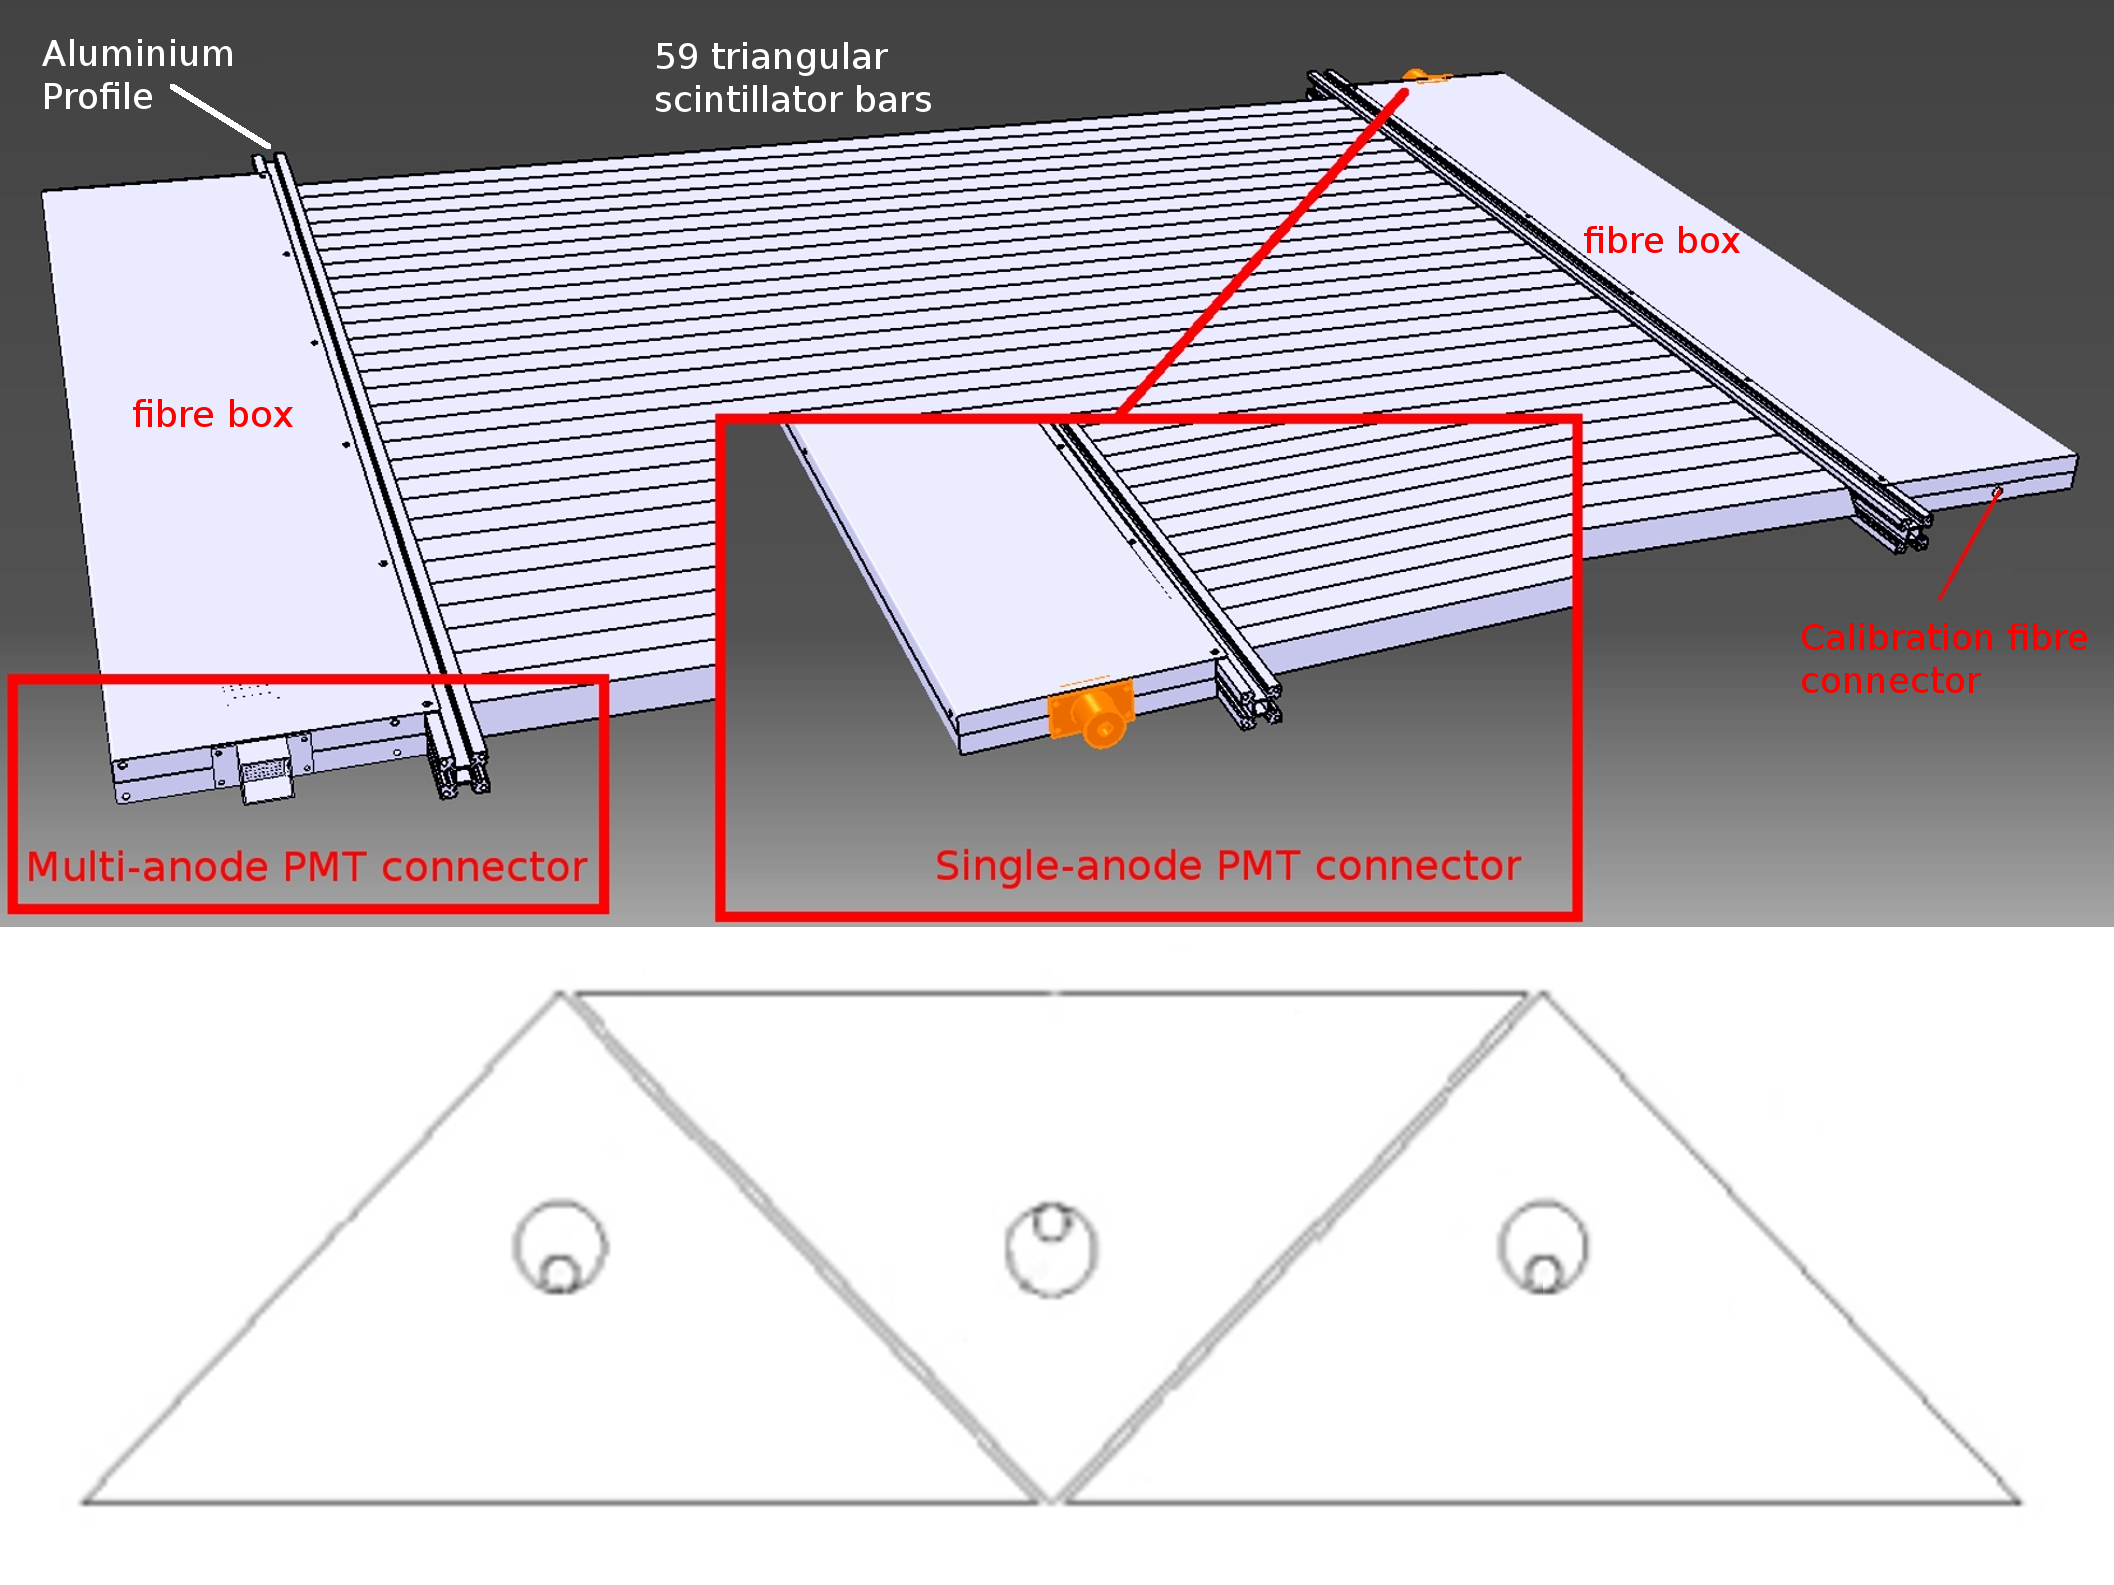 Aluminium
Profile
59 triangular
scintillator bars
fibre box
fibre box
Calibration fibre
connector
Multi-anode PMT connector
Single-anode PMT connector